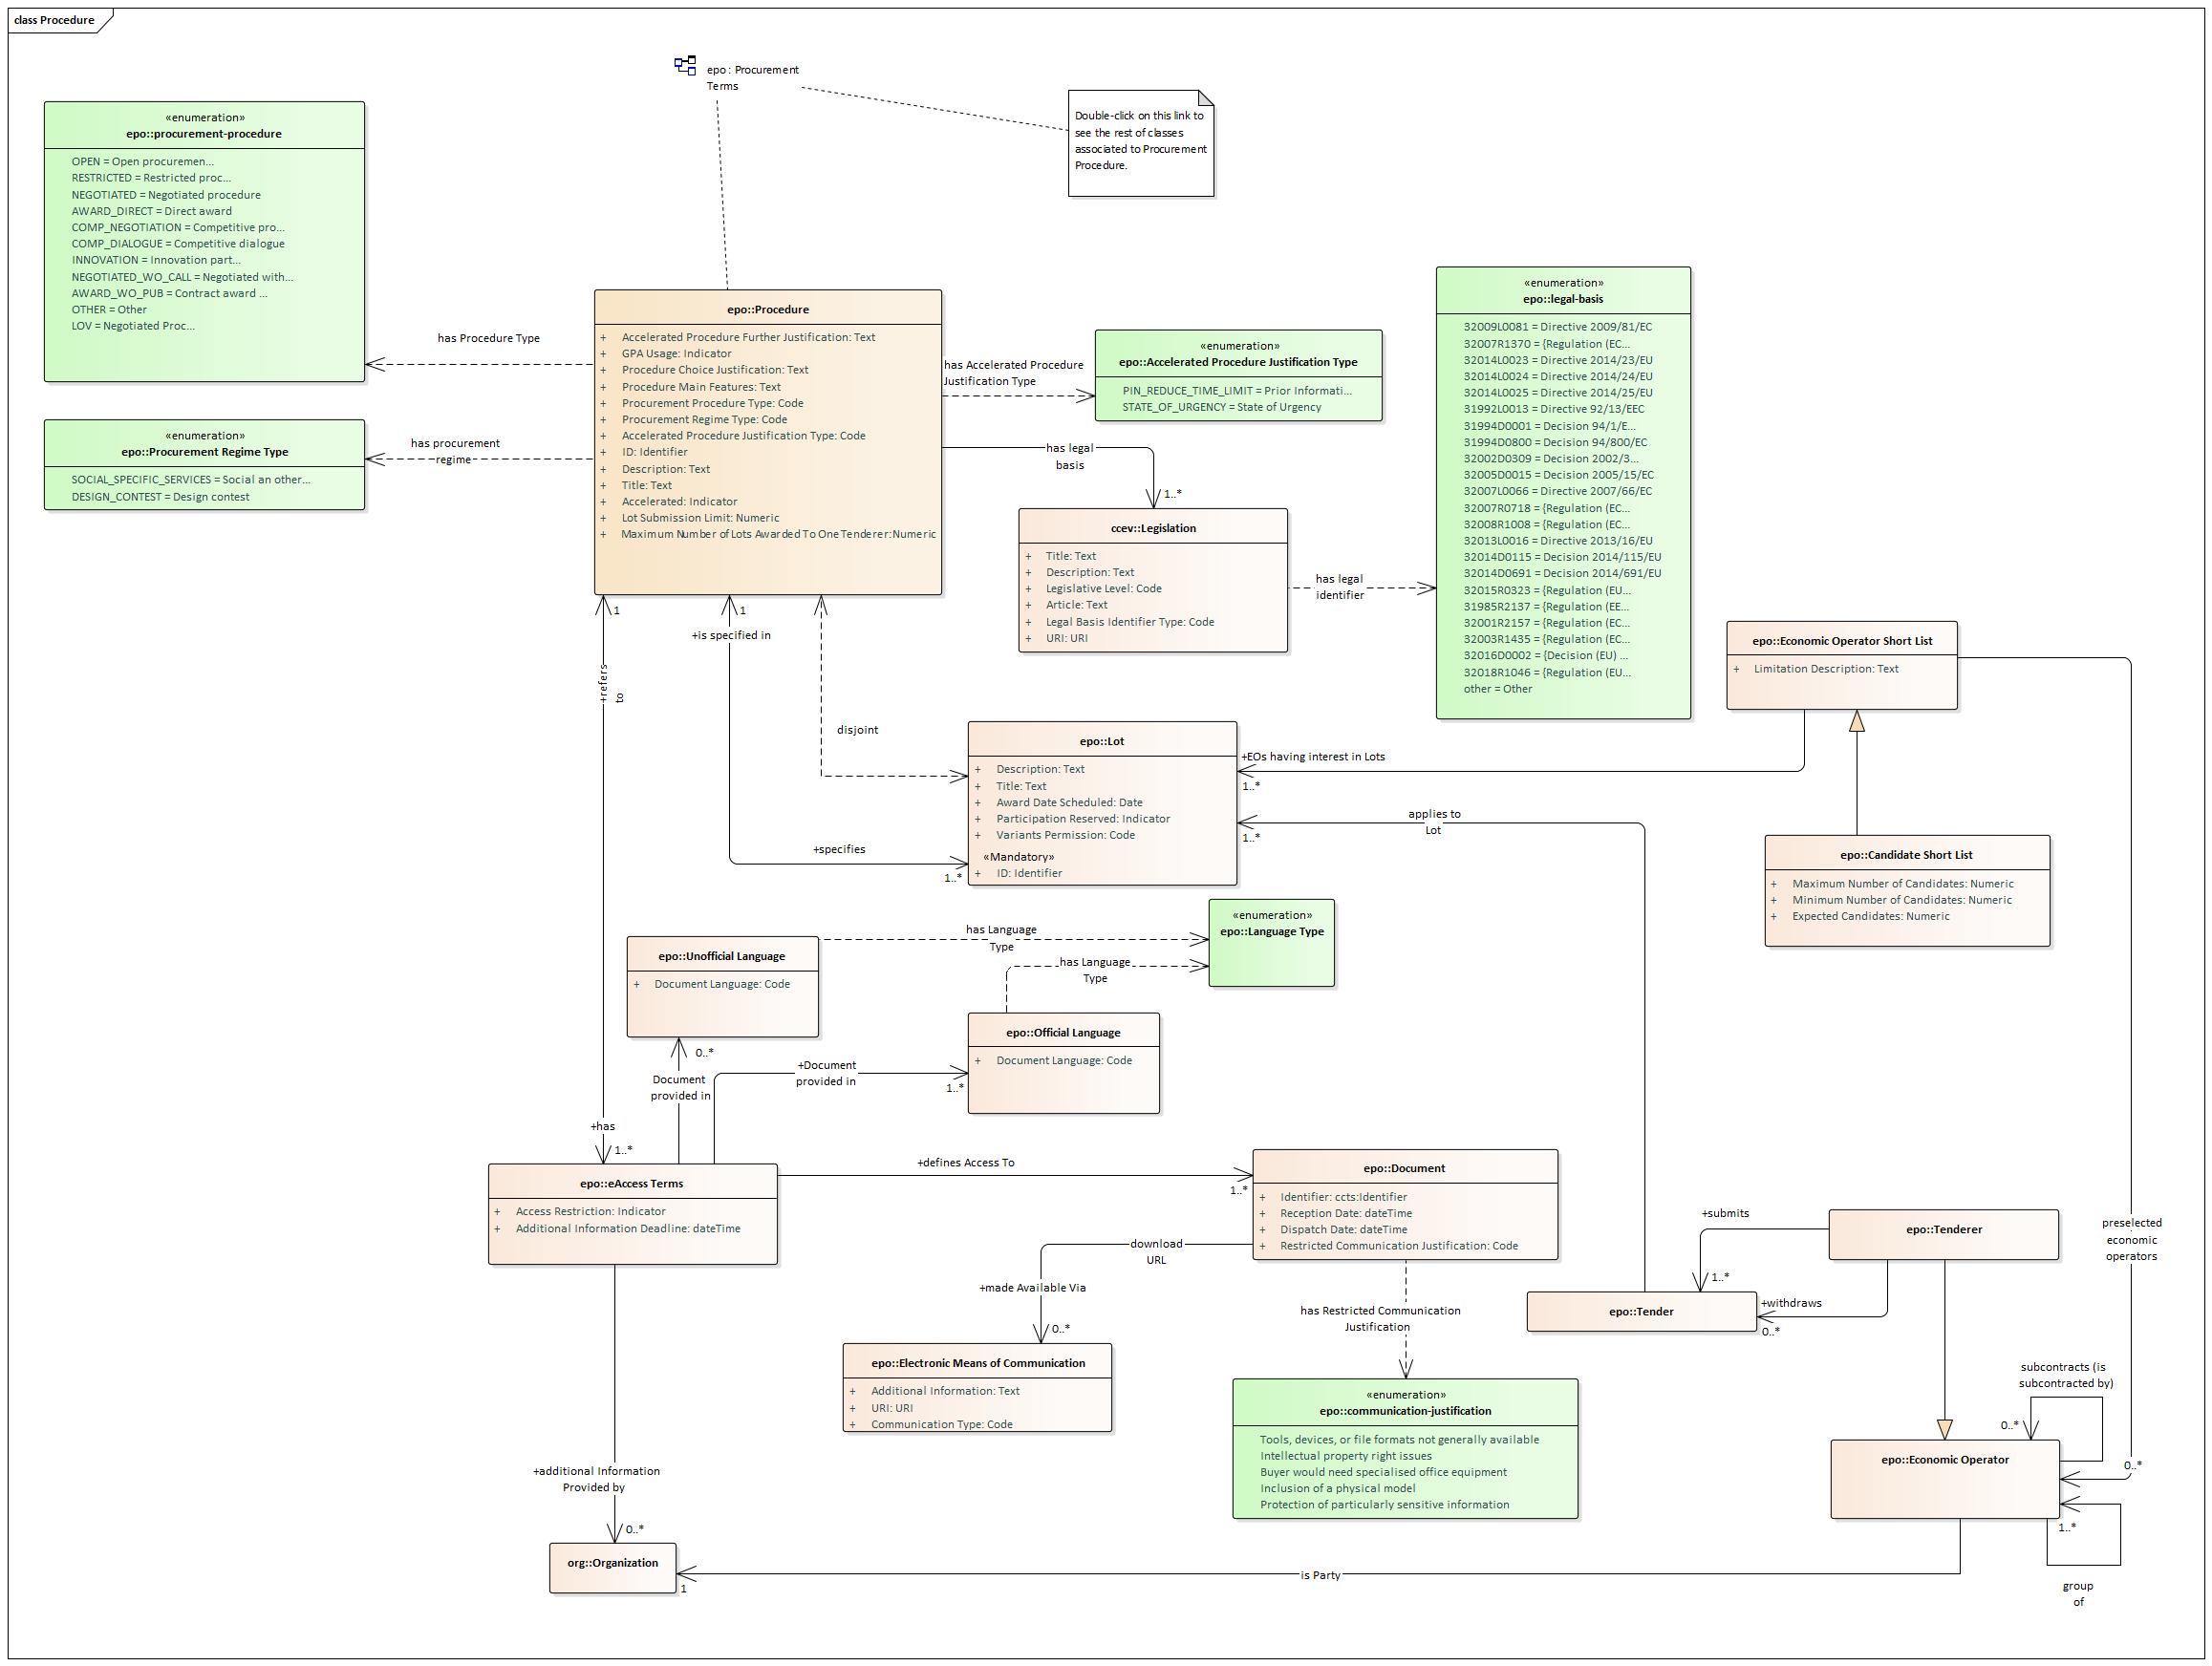 class Procedure
epo : Procurement
Terms
Double-click on this link to
see the rest of classes
associated to Procurement
Procedure.
«enumeration»
epo::procurement-procedure
OPEN = Open procuremen...
RESTRICTED = Restricted proc...
NEGOTIATED = Negotiated procedure
AWARD_DIRECT = Direct award
COMP_NEGOTIATION = Competitive pro...
COMP_DIALOGUE = Competitive dialogue
INNOVATION = Innovation part...
NEGOTIATED_WO_CALL = Negotiated with...
AWARD_WO_PUB = Contract award ...
OTHER = Other
LOV = Negotiated Proc...
has Procedure Type
«enumeration»
epo::Procurement Regime Type
SOCIAL_SPECIFIC_SERVICES = Social an other...
DESIGN_CONTEST = Design contest
has procurement
regime
epo::Procedure
+ Accelerated Procedure Further Justification: Text
+ GPA Usage: Indicator
+ Procedure Choice Justification: Text
+ Procedure Main Features: Text
+ Procurement Procedure Type: Code
+ Procurement Regime Type: Code
+ Accelerated Procedure Justification Type: Code
+ ID: Identifier
+ Description: Text
+ Title: Text
+ Accelerated: Indicator
+ Lot Submission Limit: Numeric
+ Maximum Number of Lots Awarded To One Tenderer: Numeric
has Accelerated Procedure
Justification Type
«enumeration»
epo::Accelerated Procedure Justification Type
PIN_REDUCE_TIME_LIMIT = Prior Informati...
STATE_OF_URGENCY = State of Urgency
has legal
basis
1..*
ccev::Legislation
+ Title: Text
+ Description: Text
+ Legislative Level: Code
+ Article: Text
+ Legal Basis Identifier Type: Code
+ URI: URI
has legal
identifier
«enumeration»
epo::legal-basis
32009L0081 = Directive 2009/81/EC
32007R1370 = {Regulation (EC...
32014L0023 = Directive 2014/23/EU
32014L0024 = Directive 2014/24/EU
32014L0025 = Directive 2014/25/EU
31992L0013 = Directive 92/13/EEC
31994D0001 = Decision 94/1/E...
31994D0800 = Decision 94/800/EC
32002D0309 = Decision 2002/3...
32005D0015 = Decision 2005/15/EC
32007L0066 = Directive 2007/66/EC
32007R0718 = {Regulation (EC...
32008R1008 = {Regulation (EC...
32013L0016 = Directive 2013/16/EU
32014D0115 = Decision 2014/115/EU
32014D0691 = Decision 2014/691/EU
32015R0323 = {Regulation (EU...
31985R2137 = {Regulation (EE...
32001R2157 = {Regulation (EC...
32003R1435 = {Regulation (EC...
32016D0002 = {Decision (EU) ...
32018R1046 = {Regulation (EU...
other = Other
1
+refers
to
1
+is specified in
disjoint
+specifies
1..*
epo::Lot
+ Description: Text
+ Title: Text
+ Award Date Scheduled: Date
+ Participation Reserved: Indicator
+ Variants Permission: Code
«Mandatory»
+ ID: Identifier
+EOs having interest in Lots
1..*
applies to
Lot
1..*
epo::Economic Operator Short List
+ Limitation Description: Text
epo::Candidate Short List
+ Maximum Number of Candidates: Numeric
+ Minimum Number of Candidates: Numeric
+ Expected Candidates: Numeric
epo::Unofficial Language
+ Document Language: Code
has Language
Type
has Language
Type
«enumeration»
epo::Language Type
epo::Official Language
+ Document Language: Code
0..*
Document
provided in
+Document
provided in
1..*
+has
1..*
epo::eAccess Terms
+ Access Restriction: Indicator
+ Additional Information Deadline: dateTime
+defines Access To
1..*
epo::Document
+ Identifier: ccts:Identifier
+ Reception Date: dateTime
+ Dispatch Date: dateTime
+ Restricted Communication Justification: Code
download
URL
+made Available Via
0..*
epo::Electronic Means of Communication
+ Additional Information: Text
+ URI: URI
+ Communication Type: Code
has Restricted Communication
Justification
«enumeration»
epo::communication-justification
Tools, devices, or file formats not generally available
Intellectual property right issues
Buyer would need specialised office equipment
Inclusion of a physical model
Protection of particularly sensitive information
+submits
1..*
epo::Tenderer
epo::Tender
+withdraws
0..*
preselected
economic
operators
0..*
subcontracts (is
subcontracted by)
0..*
epo::Economic Operator
1..*
group
of
+additional Information
Provided by
0..*
org::Organization
1
is Party